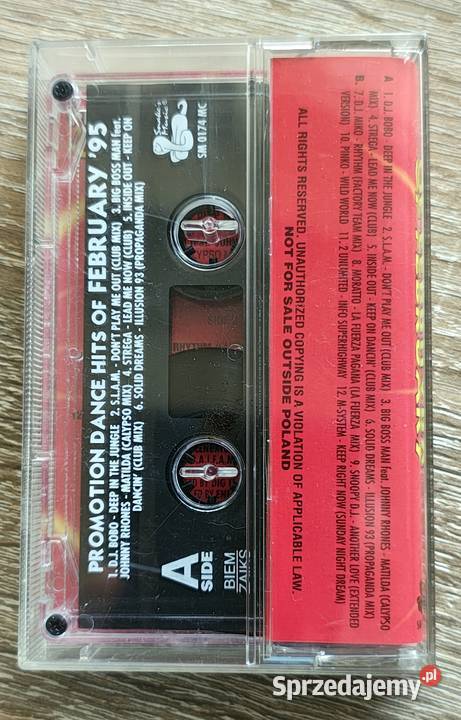 PROMOTION DANCE HITS OF FEBRUARY '95
1. D.J. BOBO - DEEP IN THE JUNGLE 2. S.L.A.M. - DON'T PLAY ME OUT (CLUB MIX) 3. BIG BOSS MAN feat.
JOHNNY RHONES - MATILDA (CALYPSO MIX) 4. STREGA - LEAD ME NOW (CLUB) 5. INSIDE OUT - KEEP ON
DANCIN' (CLUB MIX) 6. SOLID DREAMS - ILLUSION 93 (PROPAGANDA MIX)
A
SIDE
BIEM
ZAIKS
Snake's
Music
SM 0174 MC
RHYTHM
A 1. D.J. BOBO - DEEP IN THE JUNGLE 2. S.L.A.M. - DON'T PLAY ME OUT (CLUB MIX) 3. BIG BOSS MAN feat. JOHNNY RHONES - MATILDA (CALYPSO
MIX) 4. STREGA - LEAD ME NOW (CLUB) 5. INSIDE OUT - KEEP ON DANCIN' (CLUB MIX) 6. SOLID DREAMS - ILLUSION 93 (PROPAGANDA MIX)
B. 7. D.J. MIKO - RHYTHM (FACTORY TEAM MIX) 8. MORATTO - LA FUERZA PAGANA (LA FUERZA MIX) 9. SNOOPY D.J. - ANOTHER LOVE (EXTENDED
VERSION) 10. PINKO - WILD WORLD 11. 2 UNLIMITED - INFO SUPERHIGHWAY 12. M-SYSTEM - KEEP RIGHT NOW (SUNDAY NIGHT DREAM)
ALL RIGHTS RESERVED. UNAUTHORIZED COPYING IS A VIOLATION OF APPLICABLE LAW.
NOT FOR SALE OUTSIDE POLAND
Sprzedajemy.pl